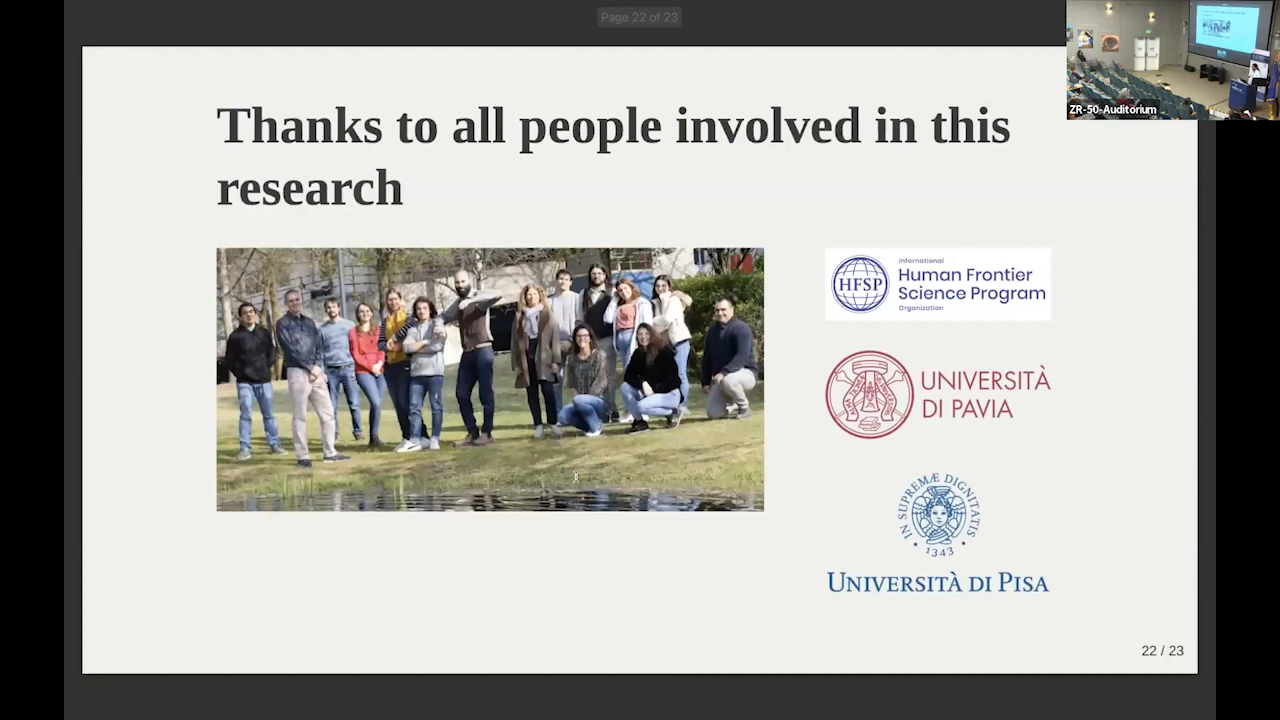 Page 22 of 23
ZR-50-Auditorium
Thanks to all people involved in this
research
International
HFSP
Human Frontier
Science Program
Organization
UNIVERSITÀ
DI PAVIA
IN SUPREMÆ DIGNITATIS
• 1343 •
UNIVERSITÀ DI PISA
22 / 23